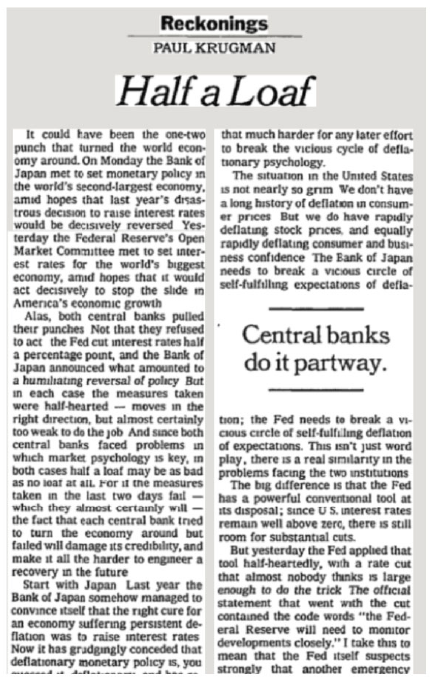 Reckonings
PAUL KRUGMAN
Half a Loaf
It could have been the one-two
punch that turned the world econ-
omy around. On Monday the Bank of
Japan met to set monetary policy in
the world's second-largest economy,
amid hopes that last year's disas-
trous decision to raise interest rates
would be decisively reversed Yes-
terday the Federal Reserve's Open
Market Committee met to set inter-
est rates for the world's biggest
economy, amid hopes that it would
act decisively to stop the slide in
America's economic growth
Alas, both central banks pulled
their punches Not that they refused
to act the Fed cut interest rates half
a percentage point, and the Bank of
Japan announced what amounted to
a humiliating reversal of policy But
in each case the measures taken
were half-hearted — moves in the
right direction, but almost certainly
too weak to do the job And since both
central banks faced problems in
which market psychology is key, in
both cases half a loaf may be as bad
as no loaf at all. For if the measures
taken in the last two days fail —
which they almost certainly will —
the fact that each central bank tried
to turn the economy around but
failed will damage its credibility, and
make it all the harder to engineer a
recovery in the future
Start with Japan Last year the
Bank of Japan somehow managed to
convince itself that the right cure for
an economy suffering persistent de-
flation was to raise interest rates
Now it has grudgingly conceded that
deflationary monetary policy is, you
that much harder for any later effort
to break the vicious cycle of defla-
tionary psychology.
The situation in the United States
is not nearly so grim We don't have
a long history of deflation in consum-
er prices But we do have rapidly
deflating stock prices, and equally
rapidly deflating consumer and busi-
ness confidence The Bank of Japan
needs to break a vicious circle of
self-fulfilling expectations of defla-
Central banks
do it partway.
tion; the Fed needs to break a vi-
cious circle of self-fulfilling deflation
of expectations. This isn't just word
play, there is a real similarity in the
problems facing the two institutions
The big difference is that the Fed
has a powerful conventional tool at
its disposal; since U S. interest rates
remain well above zero, there is still
room for substantial cuts.
But yesterday the Fed applied that
tool half-heartedly, with a rate cut
that almost nobody thinks is large
enough to do the trick The official
statement that went with the cut
contained the code words "the Fed-
eral Reserve will need to monitor
developments closely." I take this to
mean that the Fed itself suspects
strongly that another emergency